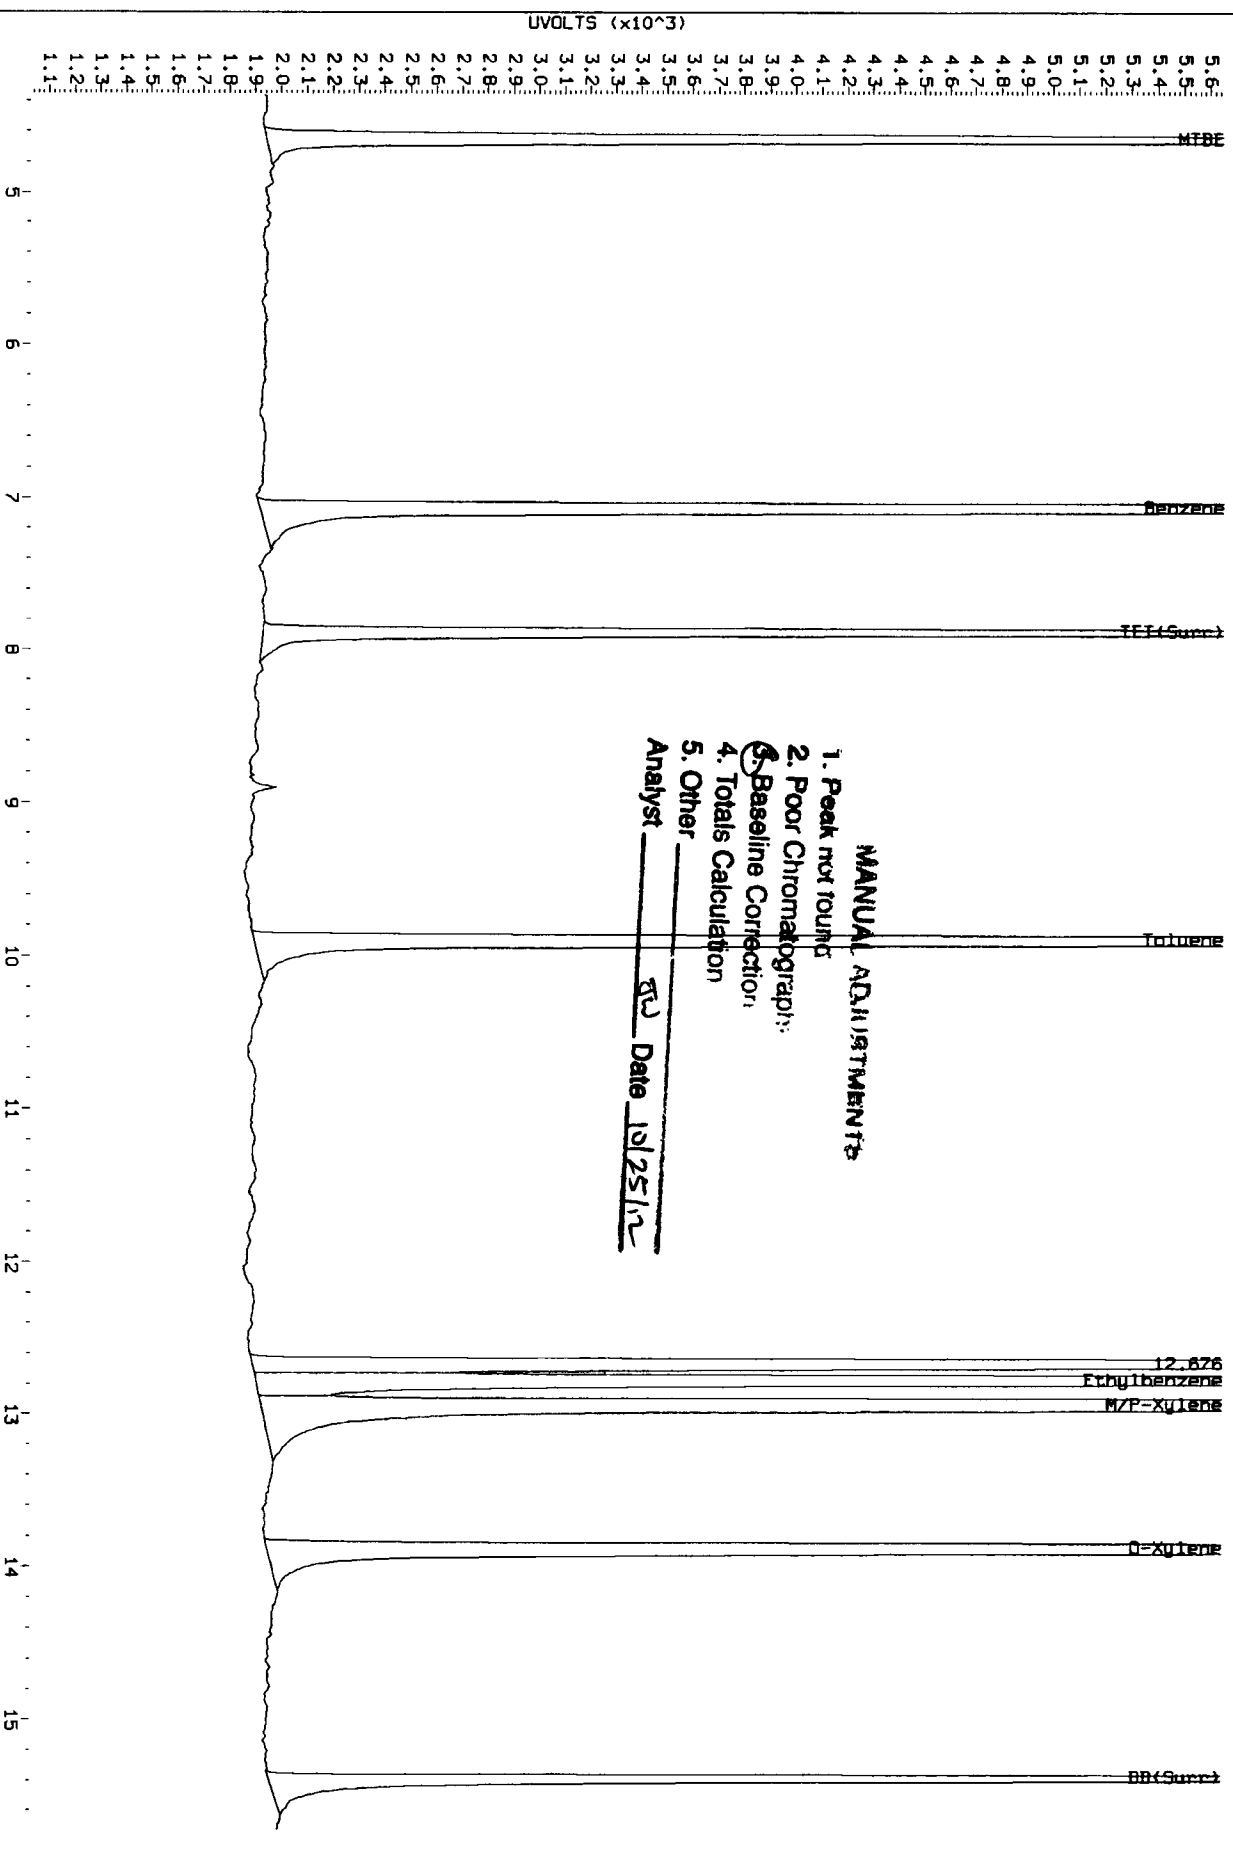 UVOLTS (x10^3)
5.6
5.5
5.4
5.3
5.2
5.1
5.0
4.9
4.8
4.7
4.6
4.5
4.4
4.3
4.2
4.1
4.0
3.9
3.8
3.7
3.6
3.5
3.4
3.3
3.2
3.1
3.0
2.9
2.8
2.7
2.6
2.5
2.4
2.3
2.2
2.1
2.0
1.9
1.8
1.7
1.6
1.5
1.4
1.3
1.2
1.1
MTBE
Benzene
TFT(Surr)
Toluene
12.676
Ethylbenzene
M/P-Xylene
O-Xylene
BB(Surr)
MANUAL ADJUSTMENTS
1. Peak not found
2. Poor Chromatography
3. Baseline Correction
4. Totals Calculation
5. Other
Analyst JW Date 10/25/12
5 6 7 8 9 10 11 12 13 14 15